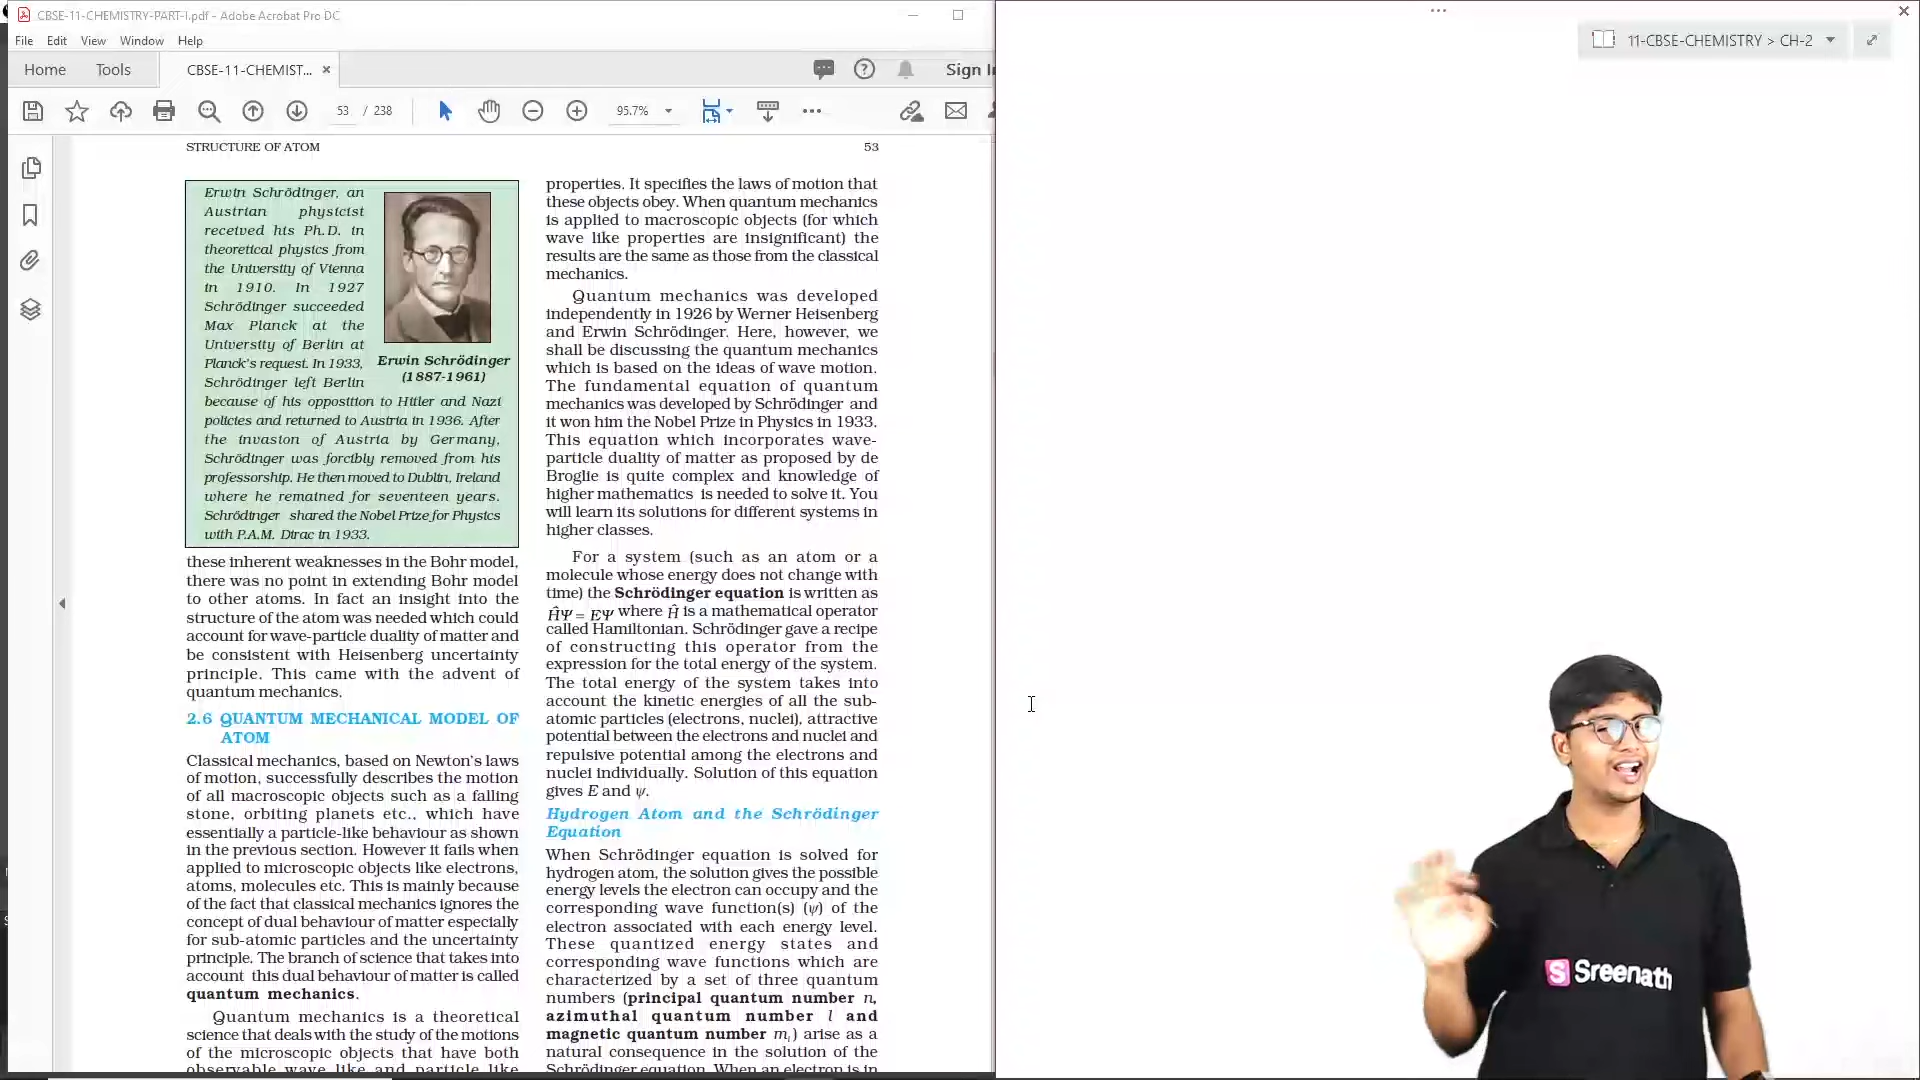 CBSE-11-CHEMISTRY-PART-I.pdf - Adobe Acrobat Pro DC
File Edit View Window Help
Home Tools CBSE-11-CHEMIST...
Sign In
53 / 238 95.7%
STRUCTURE OF ATOM 53
Erwin Schrödinger, an
Austrian physicist
received his Ph.D. in
theoretical physics from
the University of Vienna
in 1910. In 1927
Schrödinger succeeded
Max Planck at the
University of Berlin at
Planck's request. In 1933,
Schrödinger left Berlin
because of his opposition to Hitler and Nazi
policies and returned to Austria in 1936. After
the invasion of Austria by Germany,
Schrödinger was forcibly removed from his
professorship. He then moved to Dublin, Ireland
where he remained for seventeen years.
Schrödinger shared the Nobel Prize for Physics
with P.A.M. Dirac in 1933.
Erwin Schrödinger
(1887-1961)
these inherent weaknesses in the Bohr model,
there was no point in extending Bohr model
to other atoms. In fact an insight into the
structure of the atom was needed which could
account for wave-particle duality of matter and
be consistent with Heisenberg uncertainty
principle. This came with the advent of
quantum mechanics.
2.6 QUANTUM MECHANICAL MODEL OF
ATOM
Classical mechanics, based on Newton's laws
of motion, successfully describes the motion
of all macroscopic objects such as a falling
stone, orbiting planets etc., which have
essentially a particle-like behaviour as shown
in the previous section. However it fails when
applied to microscopic objects like electrons,
atoms, molecules etc. This is mainly because
of the fact that classical mechanics ignores the
concept of dual behaviour of matter especially
for sub-atomic particles and the uncertainty
principle. The branch of science that takes into
account this dual behaviour of matter is called
quantum mechanics.
Quantum mechanics is a theoretical
science that deals with the study of the motions
of the microscopic objects that have both
observable wave like and particle like
properties. It specifies the laws of motion that
these objects obey. When quantum mechanics
is applied to macroscopic objects (for which
wave like properties are insignificant) the
results are the same as those from the classical
mechanics.
Quantum mechanics was developed
independently in 1926 by Werner Heisenberg
and Erwin Schrödinger. Here, however, we
shall be discussing the quantum mechanics
which is based on the ideas of wave motion.
The fundamental equation of quantum
mechanics was developed by Schrödinger and
it won him the Nobel Prize in Physics in 1933.
This equation which incorporates wave-
particle duality of matter as proposed by de
Broglie is quite complex and knowledge of
higher mathematics is needed to solve it. You
will learn its solutions for different systems in
higher classes.
For a system (such as an atom or a
molecule whose energy does not change with
time) the Schrödinger equation is written as
ĤΨ = EΨ where Ĥ is a mathematical operator
called Hamiltonian. Schrödinger gave a recipe
of constructing this operator from the
expression for the total energy of the system.
The total energy of the system takes into
account the kinetic energies of all the sub-
atomic particles (electrons, nuclei), attractive
potential between the electrons and nuclei and
repulsive potential among the electrons and
nuclei individually. Solution of this equation
gives E and ψ.
Hydrogen Atom and the Schrödinger
Equation
When Schrödinger equation is solved for
hydrogen atom, the solution gives the possible
energy levels the electron can occupy and the
corresponding wave function(s) (ψ) of the
electron associated with each energy level.
These quantized energy states and
corresponding wave functions which are
characterized by a set of three quantum
numbers (principal quantum number n,
azimuthal quantum number l and
magnetic quantum number mₗ) arise as a
natural consequence in the solution of the
Schrödinger equation. When an electron is in
11-CBSE-CHEMISTRY > CH-2
S Sreenath